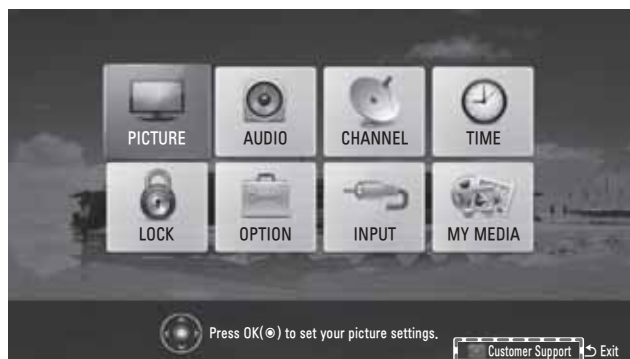 PICTURE
AUDIO
CHANNEL
TIME
LOCK
OPTION
INPUT
MY MEDIA
Press OK(◉) to set your picture settings.
Customer Support
Exit